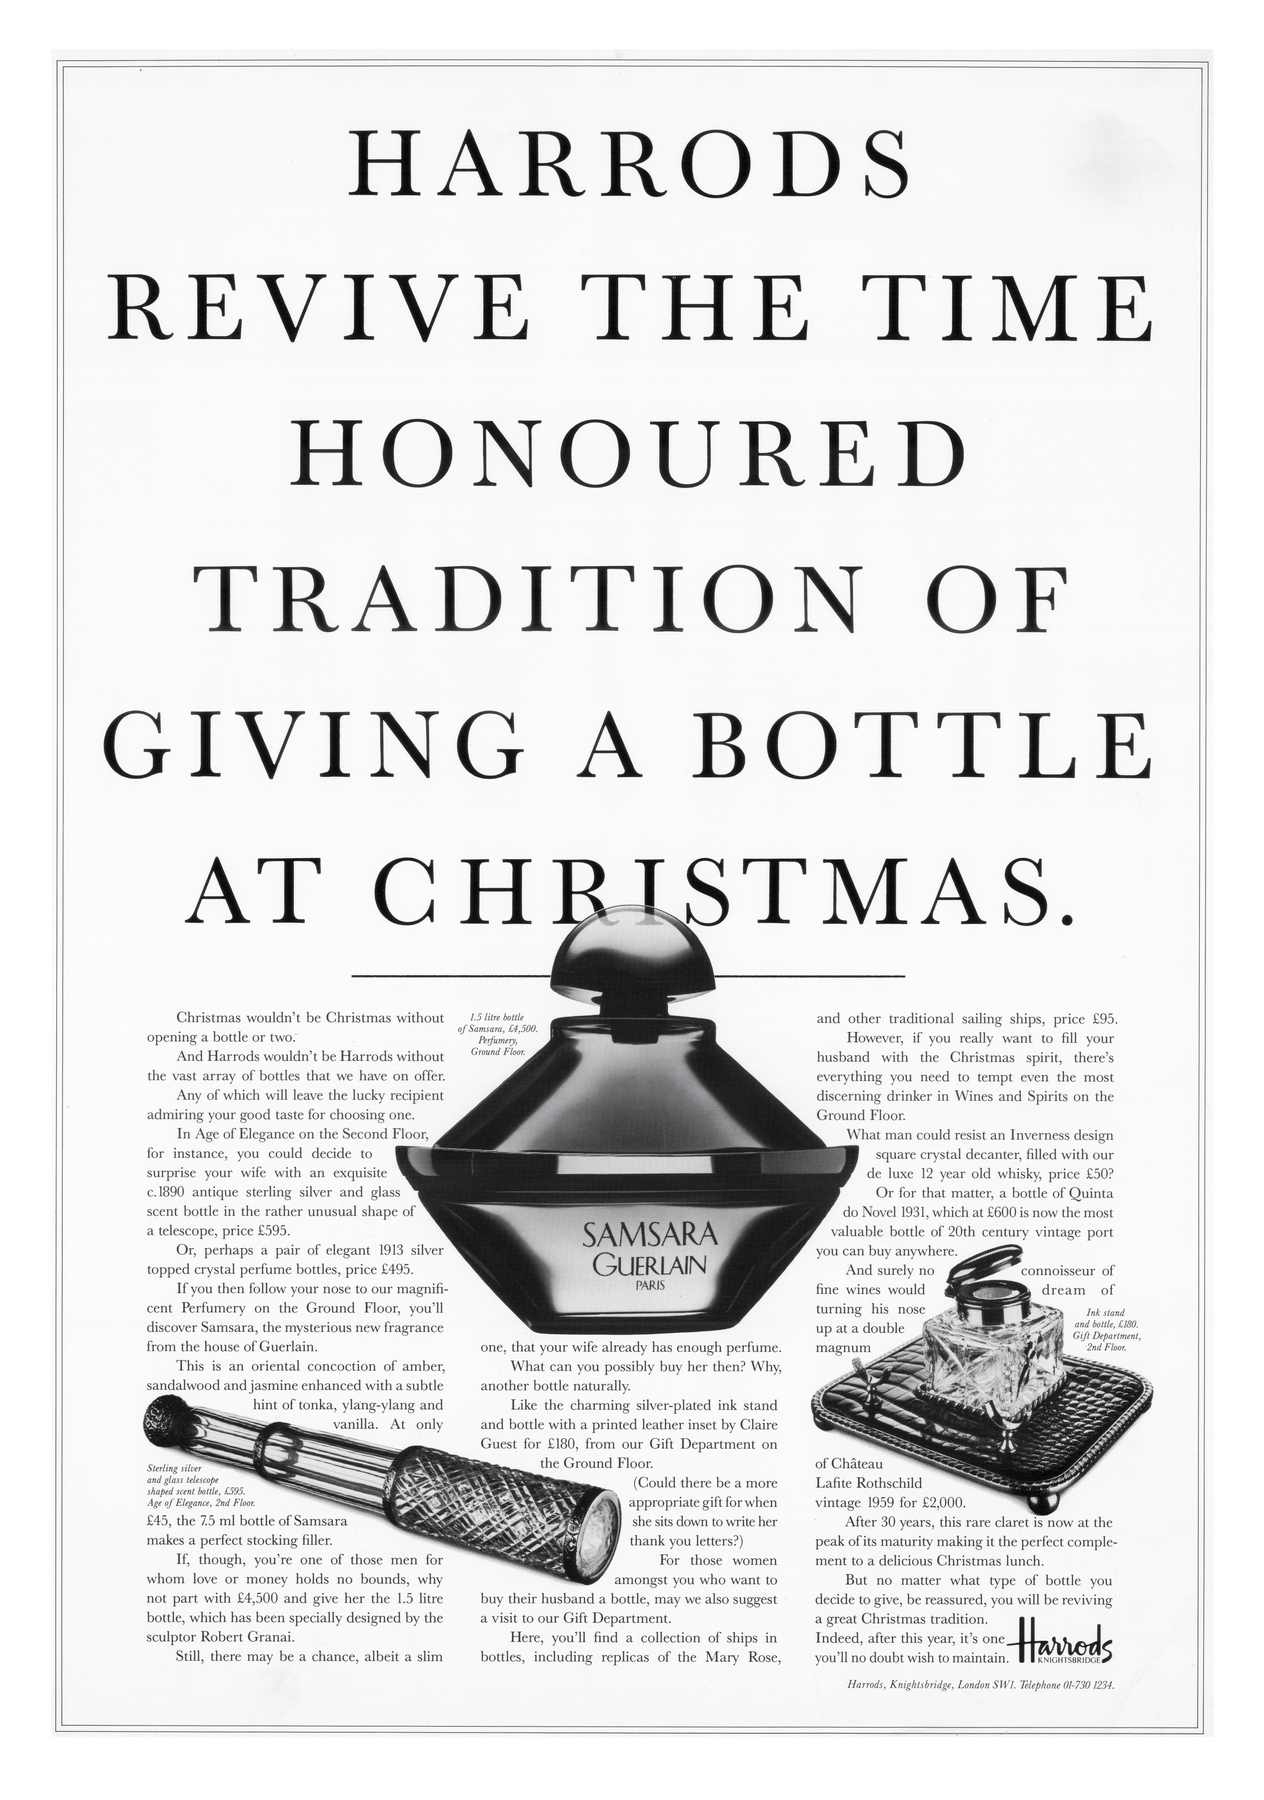 HARRODS
REVIVE THE TIME
HONOURED
TRADITION OF
GIVING A BOTTLE
AT CHRISTMAS.
Christmas wouldn't be Christmas without
opening a bottle or two.
And Harrods wouldn't be Harrods without
the vast array of bottles that we have on offer.
Any of which will leave the lucky recipient
admiring your good taste for choosing one.
In Age of Elegance on the Second Floor,
for instance, you could decide to
surprise your wife with an exquisite
c.1890 antique sterling silver and glass
scent bottle in the rather unusual shape of
a telescope, price £595.
Or, perhaps a pair of elegant 1913 silver
topped crystal perfume bottles, price £495.
If you then follow your nose to our magnifi-
cent Perfumery on the Ground Floor, you'll
discover Samsara, the mysterious new fragrance
from the house of Guerlain.
This is an oriental concoction of amber,
sandalwood and jasmine enhanced with a subtle
hint of tonka, ylang-ylang and
vanilla. At only
Sterling silver
and glass telescope
shaped scent bottle, £595.
Age of Elegance, 2nd Floor.
£45, the 7.5 ml bottle of Samsara
makes a perfect stocking filler.
If, though, you're one of those men for
whom love or money holds no bounds, why
not part with £4,500 and give her the 1.5 litre
bottle, which has been specially designed by the
sculptor Robert Granai.
Still, there may be a chance, albeit a slim
1.5 litre bottle
of Samsara, £4,500.
Perfumery,
Ground Floor.
SAMSARA
GUERLAIN
PARIS
one, that your wife already has enough perfume.
What can you possibly buy her then? Why,
another bottle naturally.
Like the charming silver-plated ink stand
and bottle with a printed leather inset by Claire
Guest for £180, from our Gift Department on
the Ground Floor.
(Could there be a more
appropriate gift for when
she sits down to write her
thank you letters?)
For those women
amongst you who want to
buy their husband a bottle, may we also suggest
a visit to our Gift Department.
Here, you'll find a collection of ships in
bottles, including replicas of the Mary Rose,
and other traditional sailing ships, price £95.
However, if you really want to fill your
husband with the Christmas spirit, there's
everything you need to tempt even the most
discerning drinker in Wines and Spirits on the
Ground Floor.
What man could resist an Inverness design
square crystal decanter, filled with our
de luxe 12 year old whisky, price £50?
Or for that matter, a bottle of Quinta
do Novel 1931, which at £600 is now the most
valuable bottle of 20th century vintage port
you can buy anywhere.
And surely no connoisseur of
fine wines would dream of
turning his nose
up at a double
magnum
Ink stand
and bottle, £180.
Gift Department,
2nd Floor.
of Château
Lafite Rothschild
vintage 1959 for £2,000.
After 30 years, this rare claret is now at the
peak of its maturity making it the perfect comple-
ment to a delicious Christmas lunch.
But no matter what type of bottle you
decide to give, be reassured, you will be reviving
a great Christmas tradition.
Indeed, after this year, it's one
you'll no doubt wish to maintain.
Harrods
KNIGHTSBRIDGE
Harrods, Knightsbridge, London SW1. Telephone 01-730 1234.